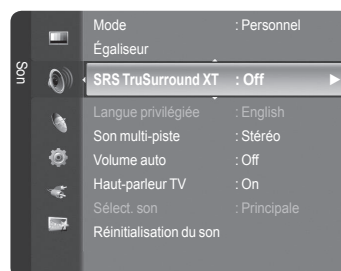 Son
Mode : Personnel
Égaliseur
SRS TruSurround XT : Off
Langue privilégiée : English
Son multi-piste : Stéréo
Volume auto : Off
Haut-parleur TV : On
Sélect. son : Principale
Réinitialisation du son